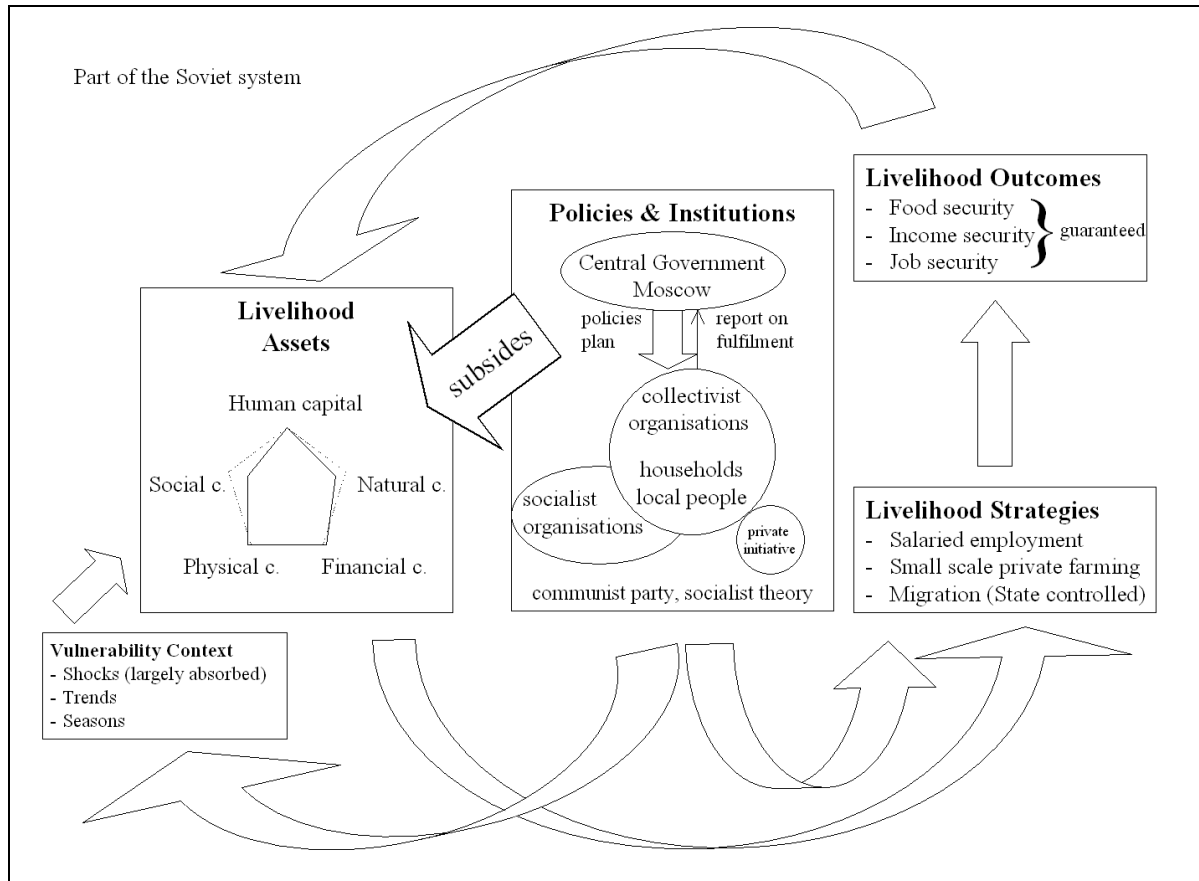 Part of the Soviet system
Livelihood Outcomes
- Food security
- Income security
- Job security
} guaranteed
Policies & Institutions
Central Government
Moscow
policies
plan
report on
fulfilment
collectivist
organisations
households
local people
socialist
organisations
private
initiative
communist party, socialist theory
subsides
Livelihood
Assets
Human capital
Social c.
Natural c.
Physical c.
Financial c.
Livelihood Strategies
- Salaried employment
- Small scale private farming
- Migration (State controlled)
Vulnerability Context
- Shocks (largely absorbed)
- Trends
- Seasons